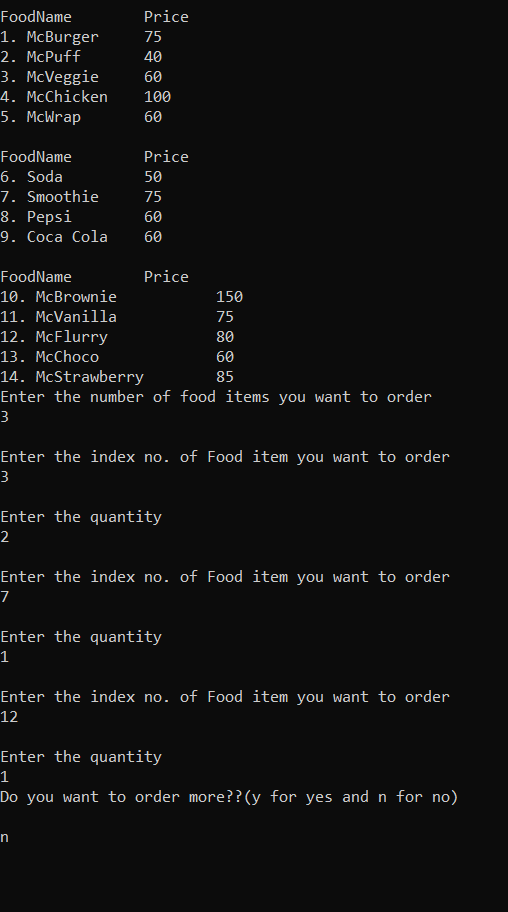 FoodName Price
1. McBurger 75
2. McPuff 40
3. McVeggie 60
4. McChicken 100
5. McWrap 60
FoodName Price
6. Soda 50
7. Smoothie 75
8. Pepsi 60
9. Coca Cola 60
FoodName Price
10. McBrownie 150
11. McVanilla 75
12. McFlurry 80
13. McChoco 60
14. McStrawberry 85
Enter the number of food items you want to order
3
Enter the index no. of Food item you want to order
3
Enter the quantity
2
Enter the index no. of Food item you want to order
7
Enter the quantity
1
Enter the index no. of Food item you want to order
12
Enter the quantity
1
Do you want to order more??(y for yes and n for no)
n